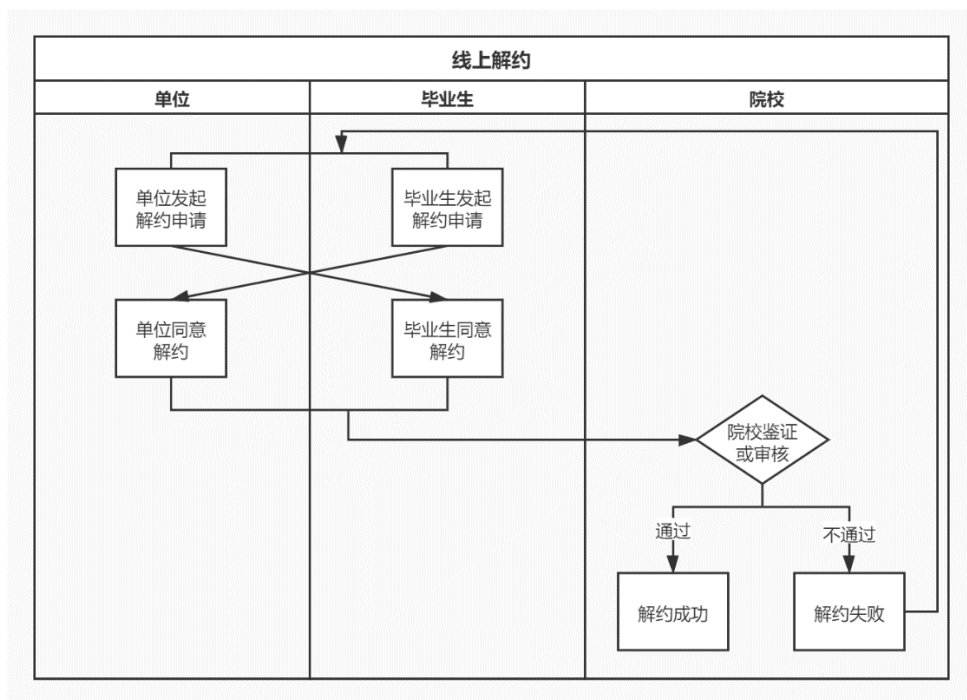 线上解约
单位
毕业生
院校
单位发起
解约申请
毕业生发起
解约申请
单位同意
解约
毕业生同意
解约
院校鉴证
或审核
通过
不通过
解约成功
解约失败